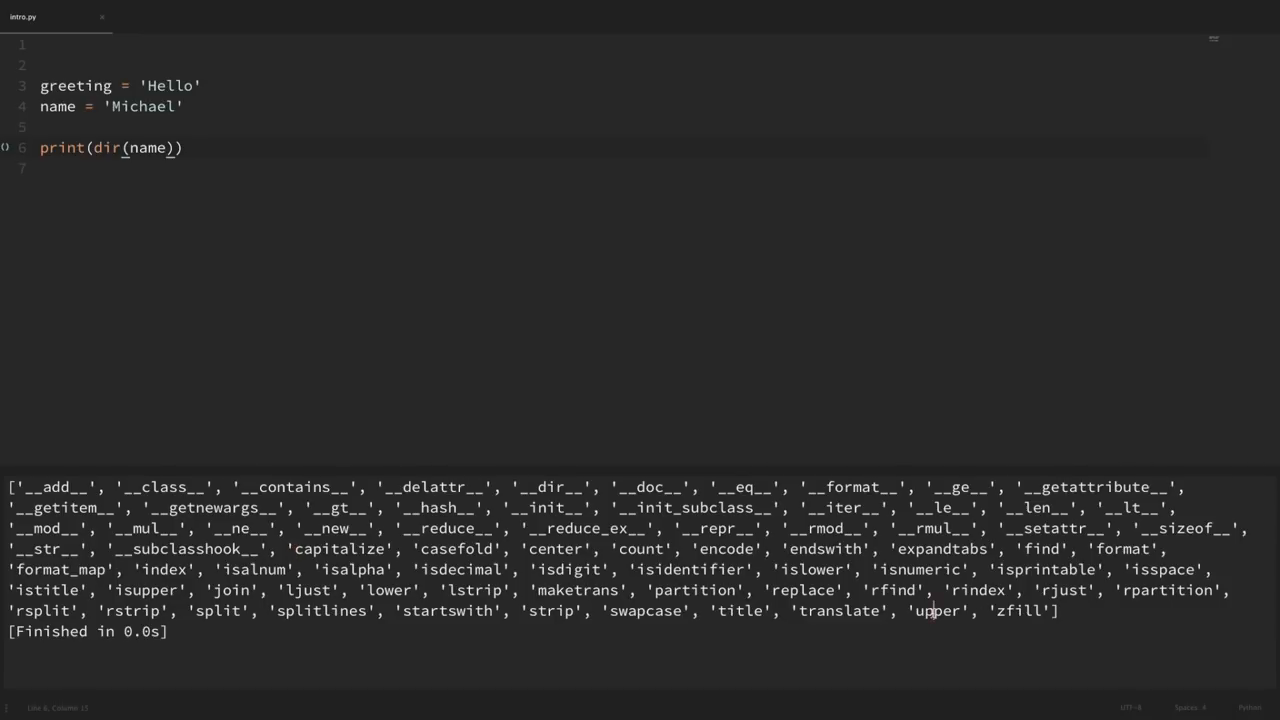 intro.py ×
1
2
3 greeting = 'Hello'
4 name = 'Michael'
5
() 6 print(dir(name))
7
['__add__', '__class__', '__contains__', '__delattr__', '__dir__', '__doc__', '__eq__', '__format__', '__ge__', '__getattribute__',
'__getitem__', '__getnewargs__', '__gt__', '__hash__', '__init__', '__init_subclass__', '__iter__', '__le__', '__len__', '__lt__',
'__mod__', '__mul__', '__ne__', '__new__', '__reduce__', '__reduce_ex__', '__repr__', '__rmod__', '__rmul__', '__setattr__', '__sizeof__',
'__str__', '__subclasshook__', 'capitalize', 'casefold', 'center', 'count', 'encode', 'endswith', 'expandtabs', 'find', 'format',
'format_map', 'index', 'isalnum', 'isalpha', 'isdecimal', 'isdigit', 'isidentifier', 'islower', 'isnumeric', 'isprintable', 'isspace',
'istitle', 'isupper', 'join', 'ljust', 'lower', 'lstrip', 'maketrans', 'partition', 'replace', 'rfind', 'rindex', 'rjust', 'rpartition',
'rsplit', 'rstrip', 'split', 'splitlines', 'startswith', 'strip', 'swapcase', 'title', 'translate', 'upper', 'zfill']
[Finished in 0.0s]
Line 6, Column 15 UTF-8 Spaces: 4 Python